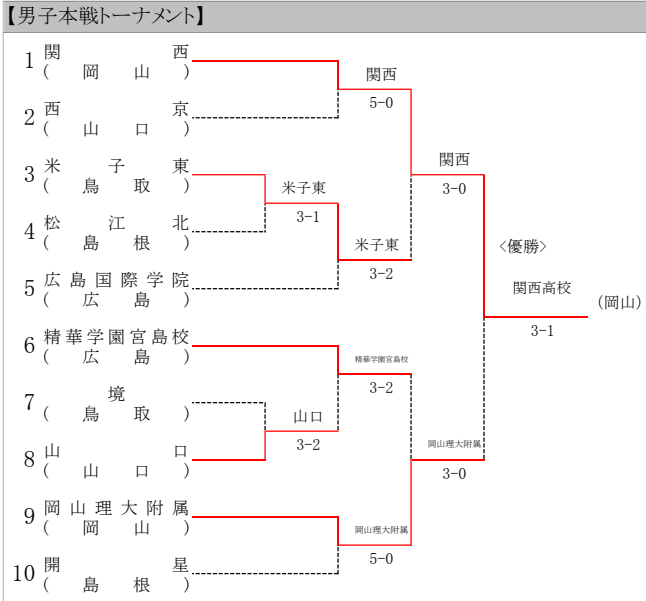 【男子本戦トーナメント】
1 関西
(岡山)
2 西京
(山口)
3 米子東
(鳥取)
4 松江北
(島根)
5 広島国際学院
(広島)
6 精華学園宮島校
(広島)
7 境
(鳥取)
8 山口
(山口)
9 岡山理大附属
(岡山)
10 開星
(島根)
米子東
3-1
山口
3-2
関西
5-0
米子東
3-2
精華学園宮島校
3-2
岡山理大附属
5-0
関西
3-0
岡山理大附属
3-0
<優勝>
関西高校
(岡山)
3-1